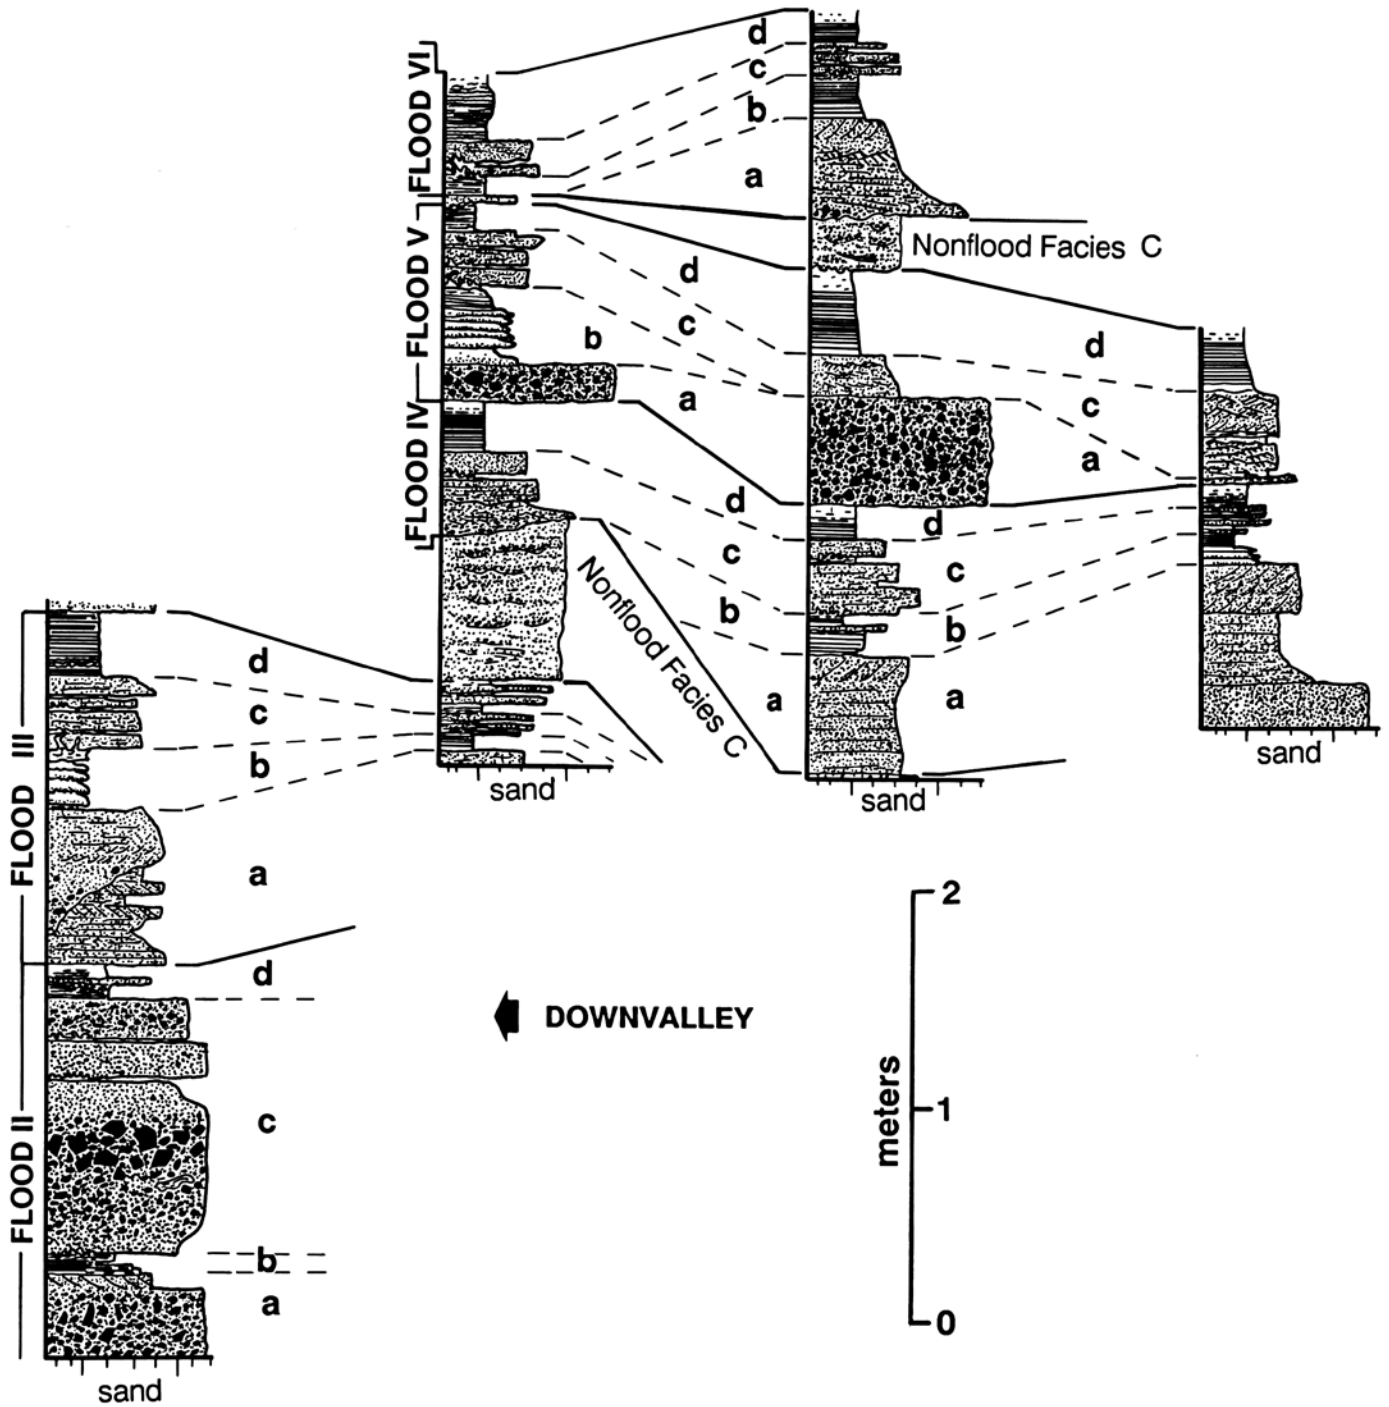 FLOOD VI
FLOOD V
FLOOD IV
FLOOD III
FLOOD II
d
c
b
a
Nonflood Facies C
d
c
b
a
d
c
a
d
c
b
a
Nonflood Facies C
d
c
b
a
d
c
b
a
d
c
b
a
sand
sand
sand
sand
DOWNVALLEY
2
1
0
meters